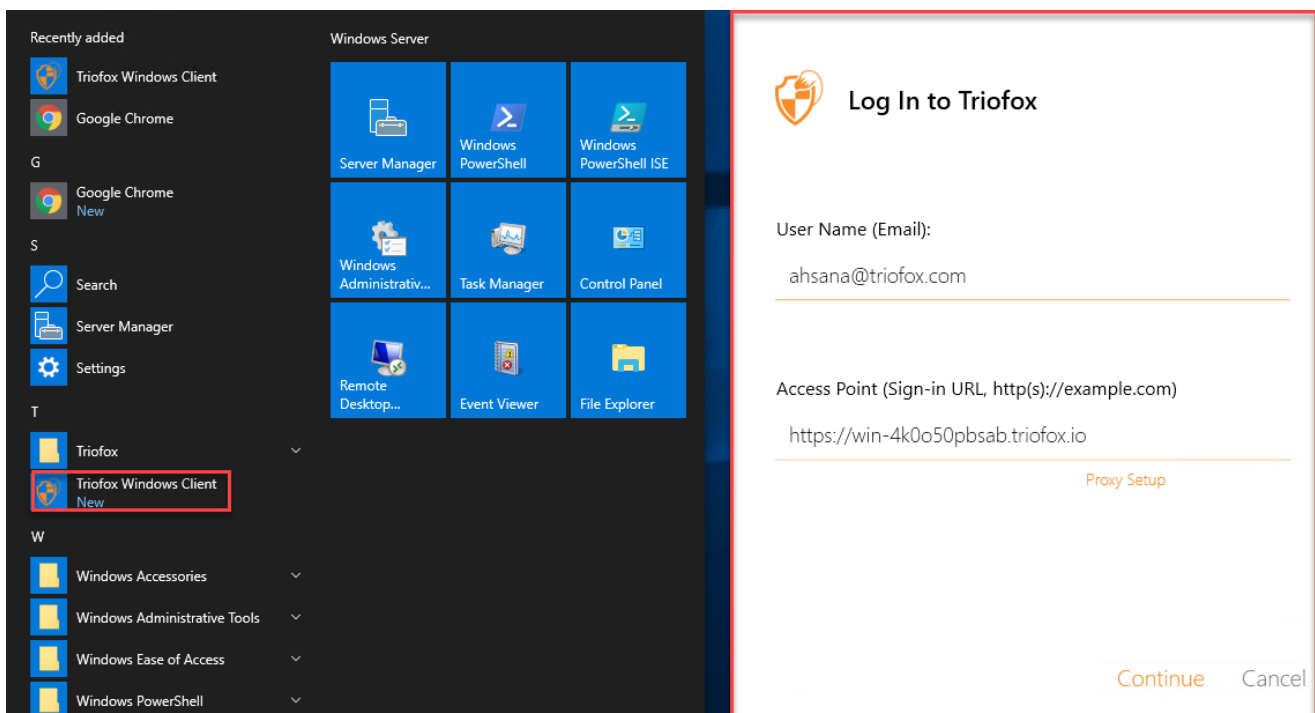 Recently added
Triofox Windows Client
Google Chrome
G
Google Chrome
New
S
Search
Server Manager
Settings
T
Triofox
Triofox Windows Client
New
W
Windows Accessories
Windows Administrative Tools
Windows Ease of Access
Windows PowerShell
Windows Server
Server Manager
Windows
PowerShell
Windows
PowerShell ISE
Windows
Administrativ...
Task Manager
Control Panel
Remote
Desktop...
Event Viewer
File Explorer
Log In to Triofox
User Name (Email):
ahsana@triofox.com
Access Point (Sign-in URL, http(s)://example.com)
https://win-4k0o50pbsab.triofox.io
Proxy Setup
Continue Cancel